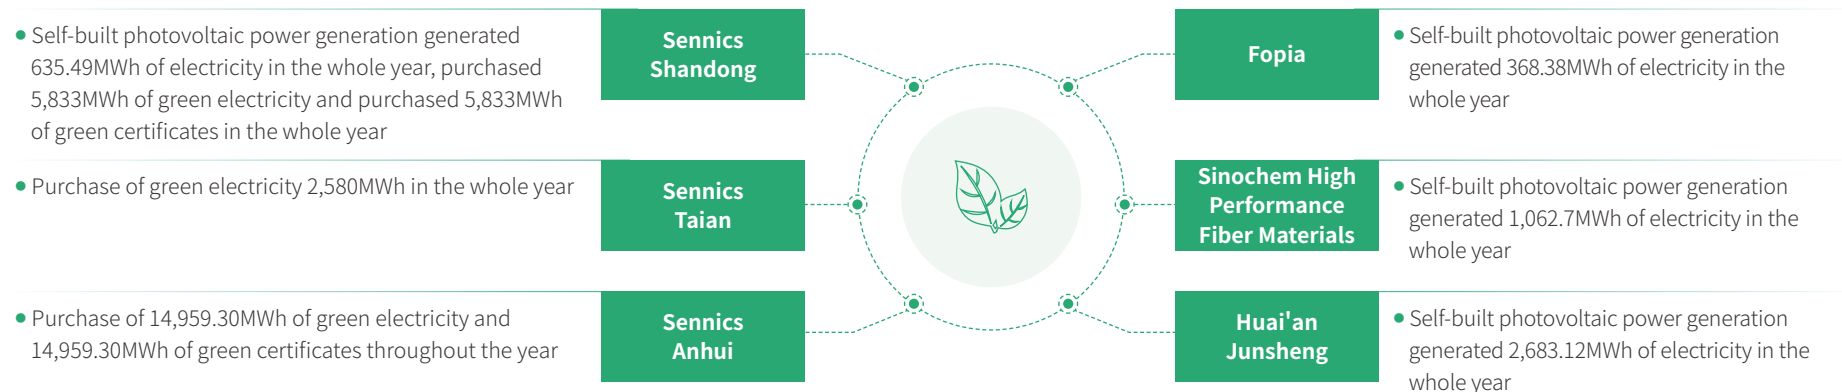 Self-built photovoltaic power generation generated
635.49MWh of electricity in the whole year, purchased
5,833MWh of green electricity and purchased 5,833MWh
of green certificates in the whole year
Sennics
Shandong
Purchase of green electricity 2,580MWh in the whole year
Sennics
Taian
Purchase of 14,959.30MWh of green electricity and
14,959.30MWh of green certificates throughout the year
Sennics
Anhui
Fopia
Self-built photovoltaic power generation
generated 368.38MWh of electricity in the
whole year
Sinochem High
Performance
Fiber Materials
Self-built photovoltaic power generation
generated 1,062.7MWh of electricity in the
whole year
Huai'an
Junsheng
Self-built photovoltaic power generation
generated 2,683.12MWh of electricity in the
whole year